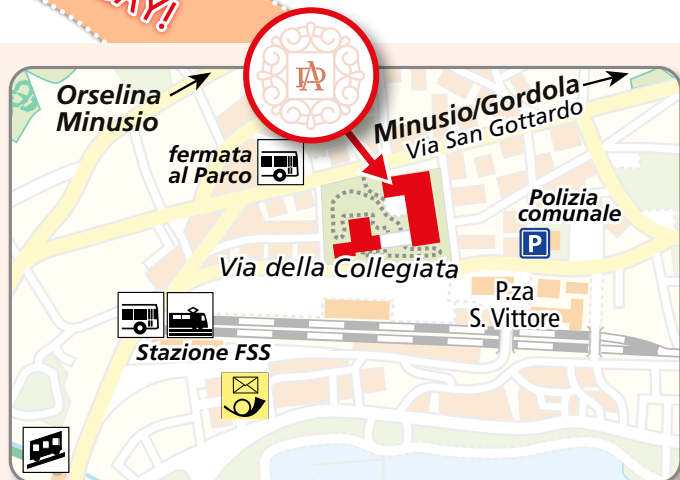 AY!
Orselina
Minusio
Minusio/Gordola
Via San Gottardo
fermata
al Parco
Polizia
comunale
P
Via della Collegiata
P.za
S. Vittore
Stazione FSS